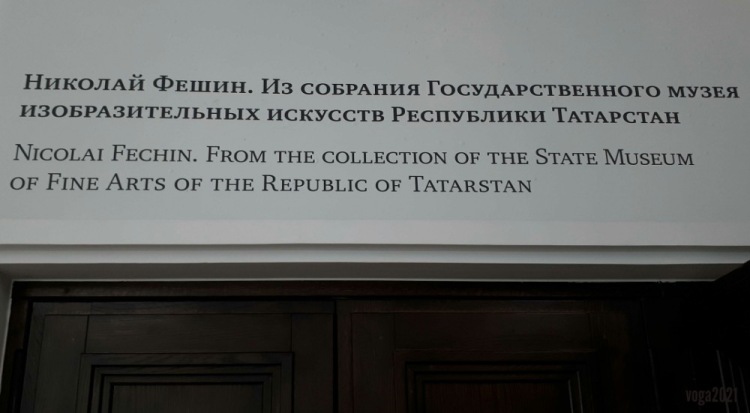 Николай Фешин. Из собрания Государственного музея
изобразительных искусств Республики Татарстан
Nicolai Fechin. From the collection of the State Museum
of Fine Arts of the Republic of Tatarstan
voga2021